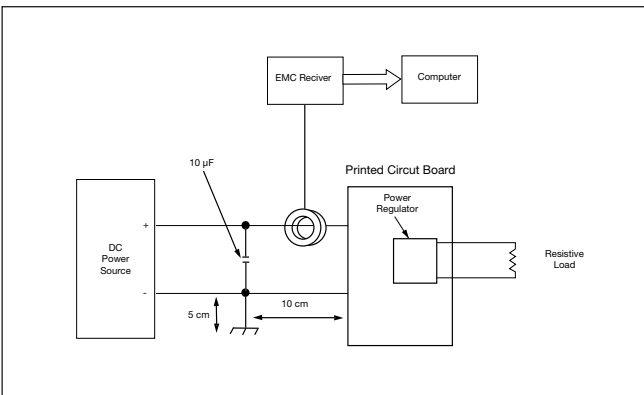 EMC Reciver
Computer
10 µF
Printed Circut Board
Power
Regulator
+
DC
Power
Source
Resistive
Load
-
10 cm
5 cm